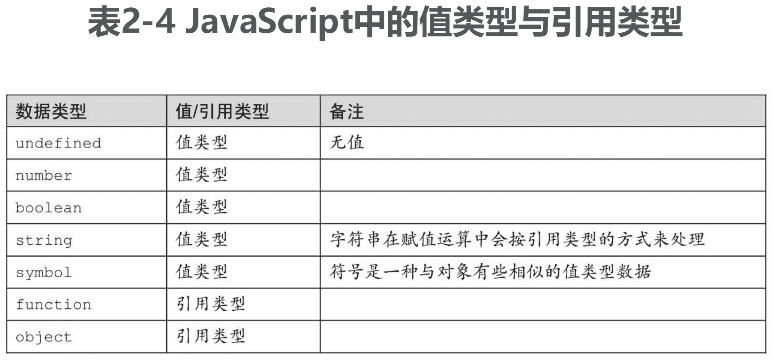 表2-4 JavaScript中的值类型与引用类型
数据类型 值/引用类型 备注
undefined 值类型 无值
number 值类型
boolean 值类型
string 值类型 字符串在赋值运算中会按引用类型的方式来处理
symbol 值类型 符号是一种与对象有些相似的值类型数据
function 引用类型
object 引用类型